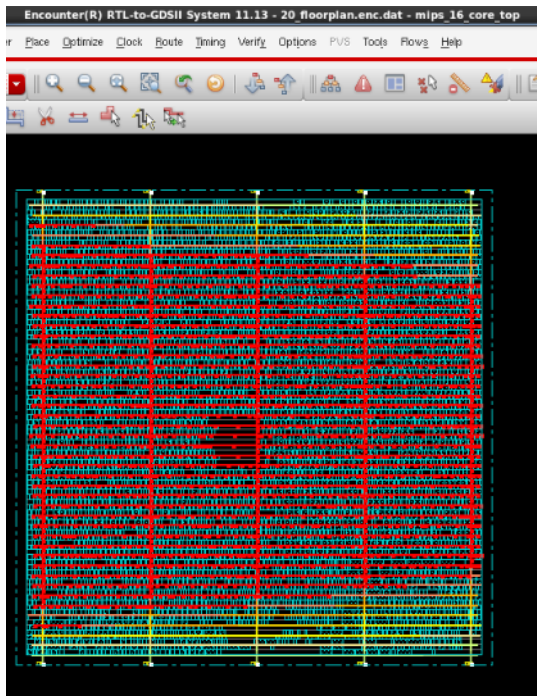 Encounter(R) RTL-to-GDSII System 11.13 - 20_floorplan.enc.dat - mips_16_core_top
r Place Optimize Clock Route Timing Verify Options PVS Tools Flows Help